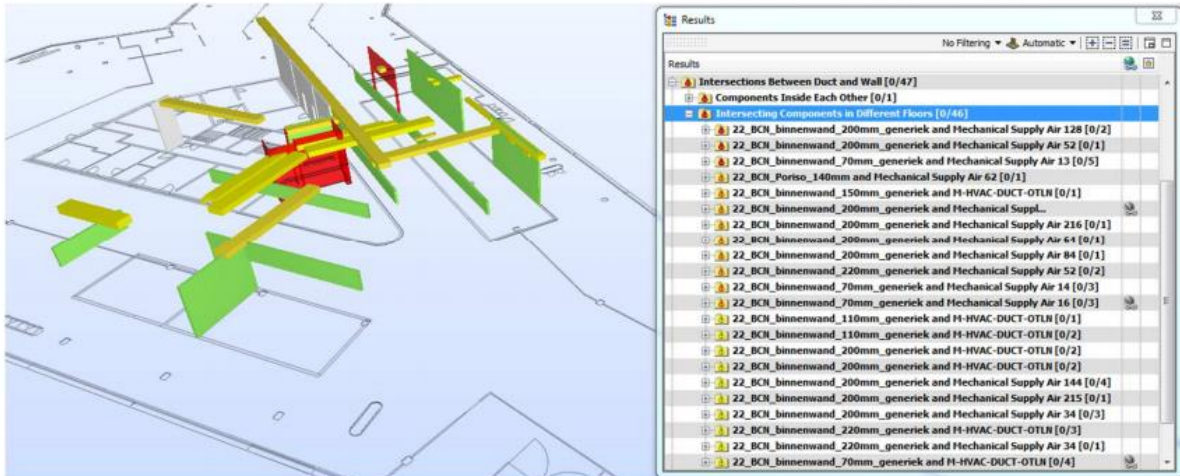 Results
No Filtering Automatic
Results
Intersections Between Duct and Wall [0/47]
Components Inside Each Other [0/1]
Intersecting Components in Different Floors [0/46]
22_BCN_binnenwand_200mm_generiek and Mechanical Supply Air 128 [0/2]
22_BCN_binnenwand_200mm_generiek and Mechanical Supply Air 52 [0/1]
22_BCN_binnenwand_70mm_generiek and Mechanical Supply Air 13 [0/5]
22_BCN_Poriso_140mm and Mechanical Supply Air 62 [0/1]
22_BCN_binnenwand_150mm_generiek and M-HVAC-DUCT-OTLN [0/1]
22_BCN_binnenwand_200mm_generiek and Mechanical Suppl...
22_BCN_binnenwand_200mm_generiek and Mechanical Supply Air 216 [0/1]
22_BCN_binnenwand_200mm_generiek and Mechanical Supply Air 64 [0/1]
22_BCN_binnenwand_200mm_generiek and Mechanical Supply Air 84 [0/1]
22_BCN_binnenwand_220mm_generiek and Mechanical Supply Air 52 [0/2]
22_BCN_binnenwand_70mm_generiek and Mechanical Supply Air 14 [0/3]
22_BCN_binnenwand_70mm_generiek and Mechanical Supply Air 16 [0/3]
22_BCN_binnenwand_110mm_generiek and M-HVAC-DUCT-OTLN [0/1]
22_BCN_binnenwand_110mm_generiek and M-HVAC-DUCT-OTLN [0/2]
22_BCN_binnenwand_200mm_generiek and M-HVAC-DUCT-OTLN [0/2]
22_BCN_binnenwand_200mm_generiek and M-HVAC-DUCT-OTLN [0/2]
22_BCN_binnenwand_200mm_generiek and Mechanical Supply Air 144 [0/4]
22_BCN_binnenwand_200mm_generiek and Mechanical Supply Air 215 [0/1]
22_BCN_binnenwand_200mm_generiek and Mechanical Supply Air 34 [0/3]
22_BCN_binnenwand_220mm_generiek and M-HVAC-DUCT-OTLN [0/3]
22_BCN_binnenwand_220mm_generiek and Mechanical Supply Air 34 [0/1]
22_BCN_binnenwand_70mm_generiek and M-HVAC-DUCT-OTLN [0/4]